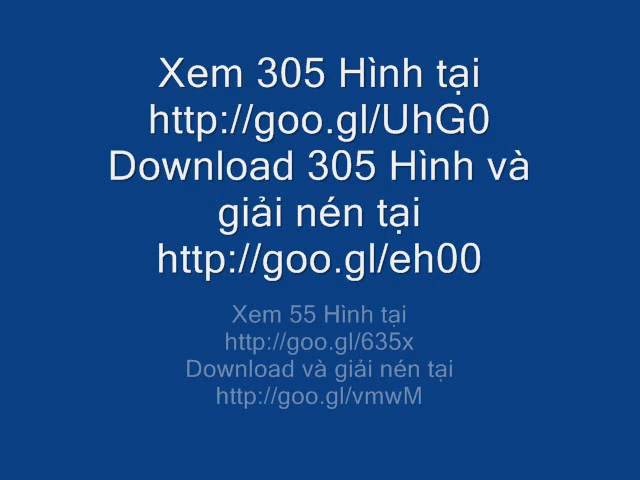 Xem 305 Hình tại
http://goo.gl/UhG0
Download 305 Hình và
giải nén tại
http://goo.gl/eh00
Xem 55 Hình tại
http://goo.gl/635x
Download và giải nén tại
http://goo.gl/vmwM